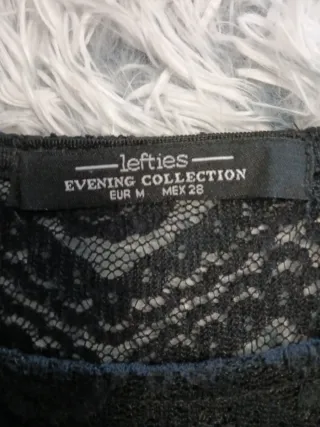 lefties
EVENING COLLECTION
EUR M MEX 28